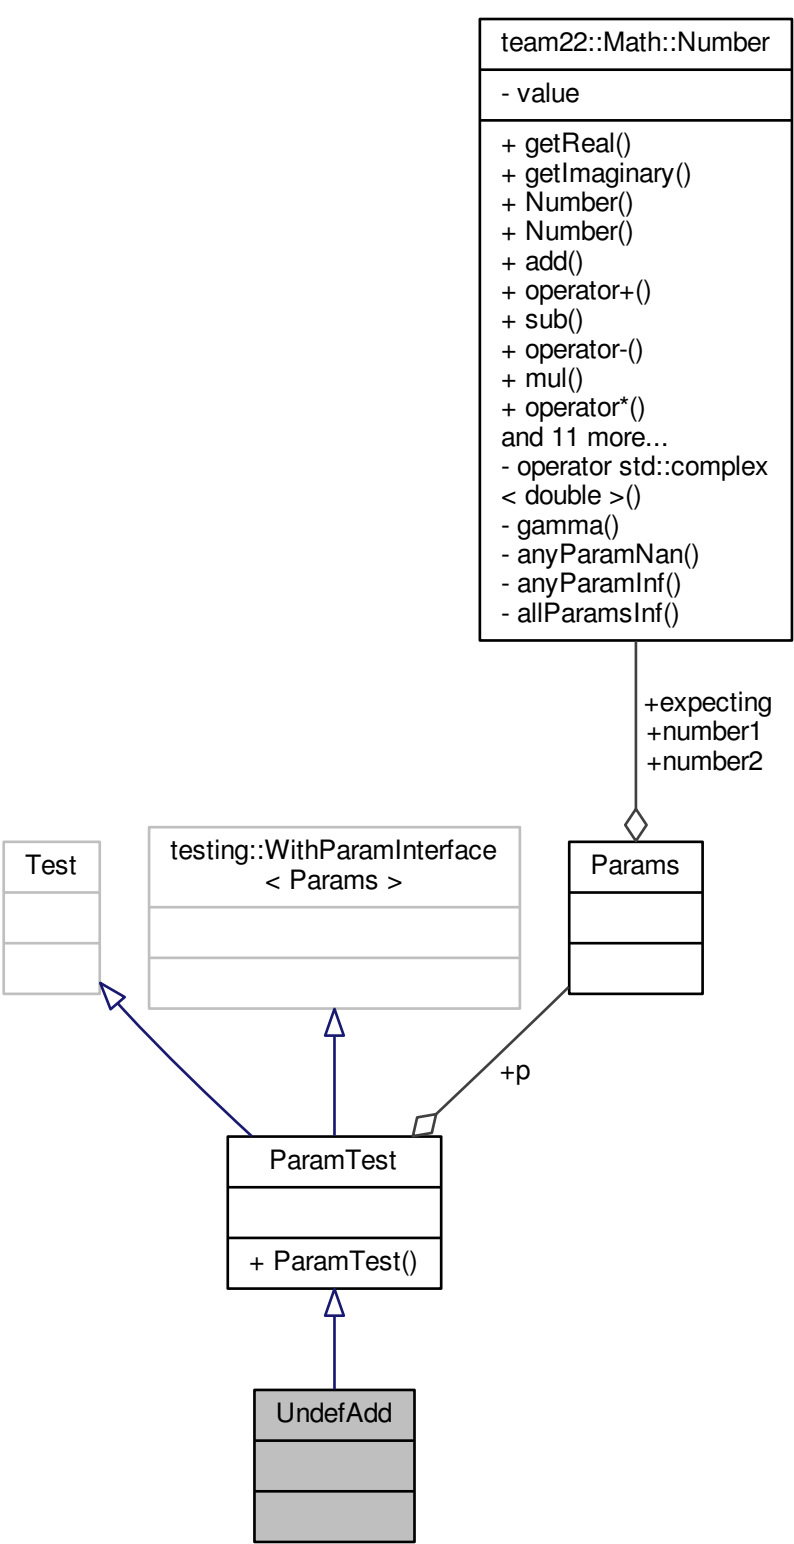 team22::Math::Number
- value
+ getReal()
+ getImaginary()
+ Number()
+ Number()
+ add()
+ operator+()
+ sub()
+ operator-()
+ mul()
+ operator*()
and 11 more...
- operator std::complex
< double >()
- gamma()
- anyParamNan()
- anyParamInf()
- allParamsInf()
+expecting
+number1
+number2
Test
testing::WithParamInterface
< Params >
Params
+p
ParamTest
+ ParamTest()
UndefAdd